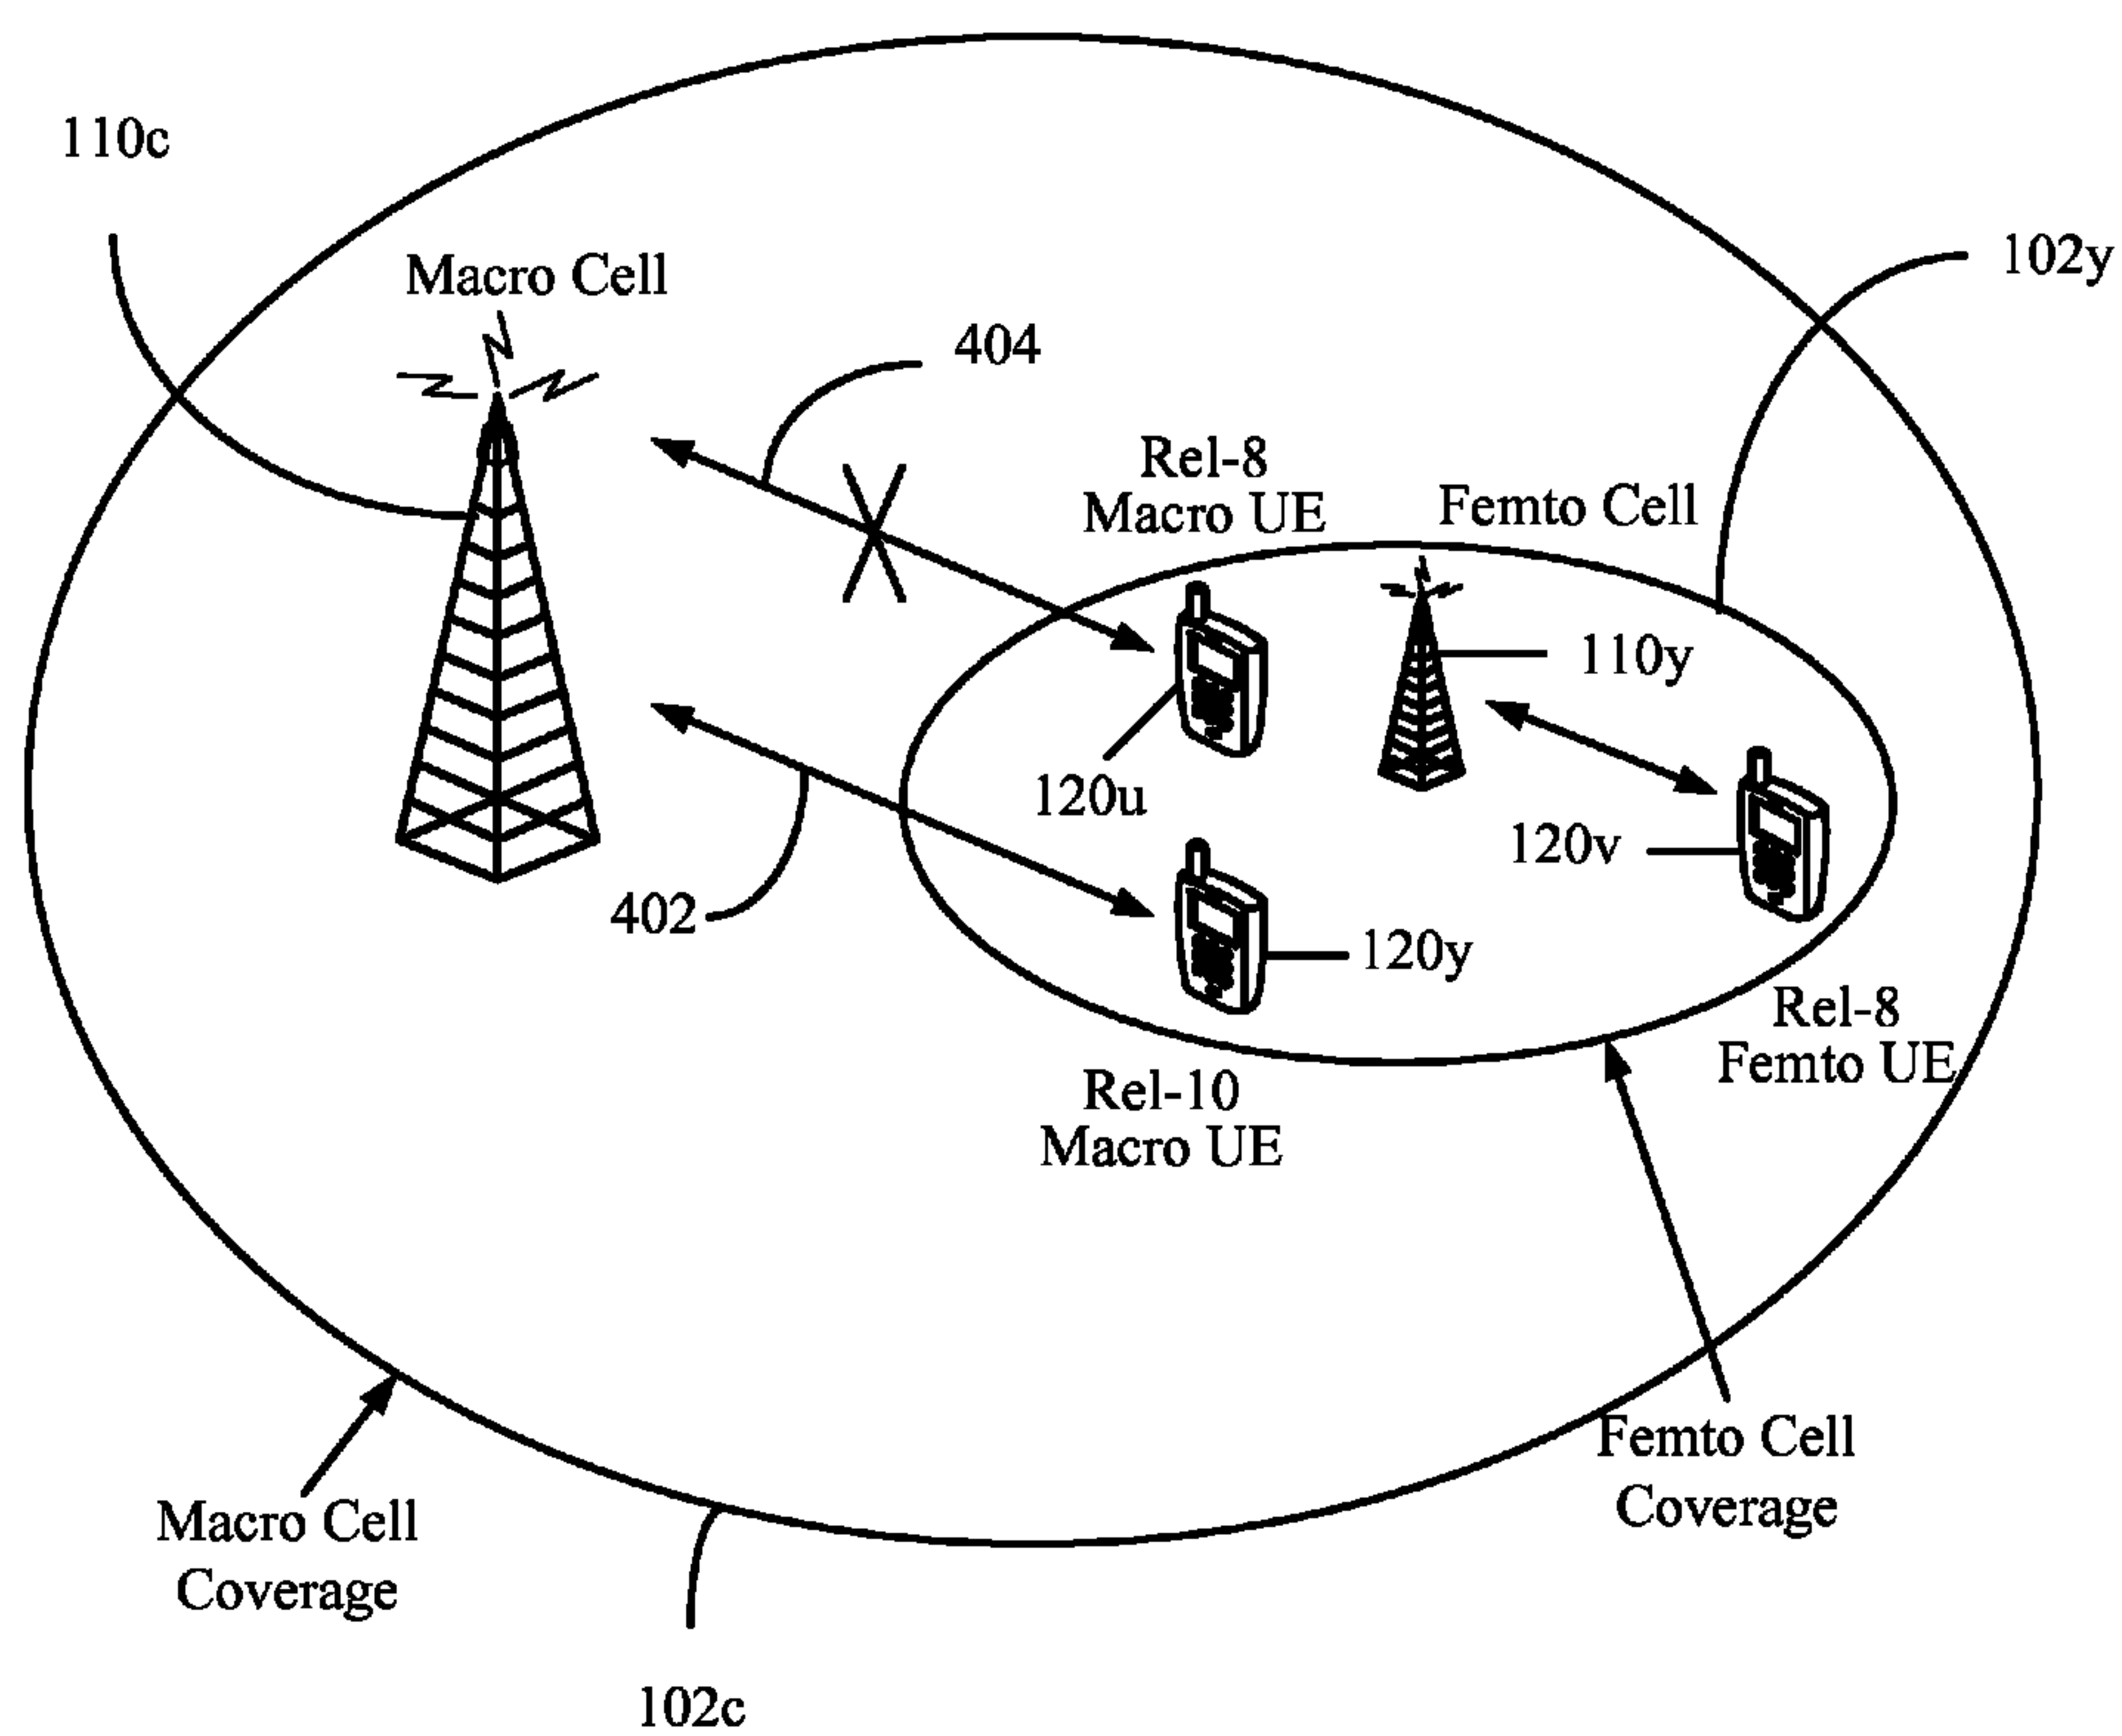 110c
102y
Macro Cell
404
Rel-8
Macro UE
Femto Cell
110y
120u
120v
402
120y
Rel-8
Femto UE
Rel-10
Macro UE
Femto Cell
Coverage
Macro Cell
Coverage
102c